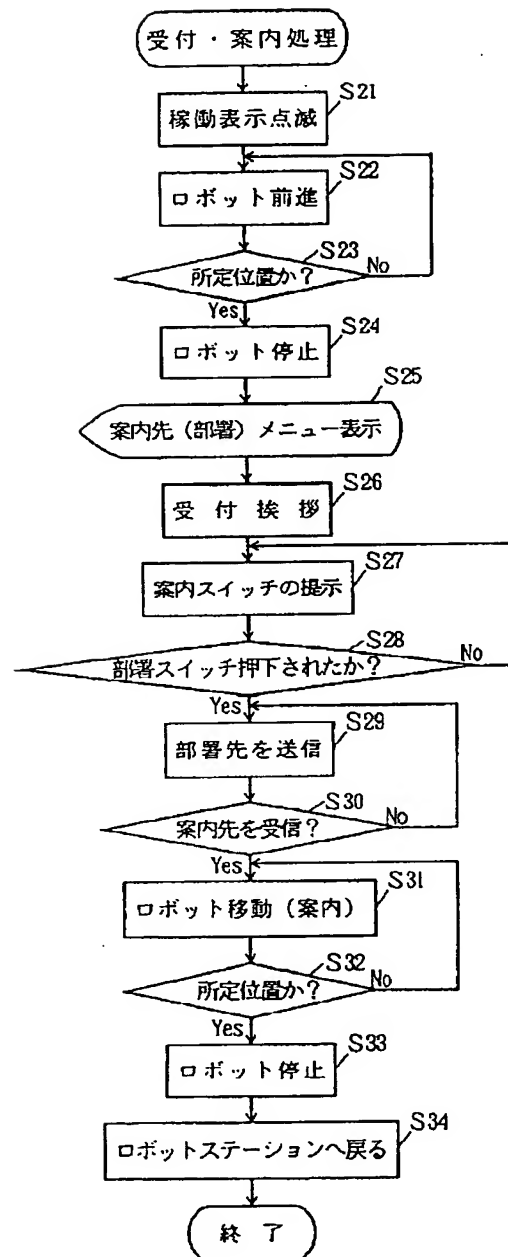 受付・案内処理
S21
稼働表示点滅
S22
ロボット前進
S23
所定位置か?
No
Yes
S24
ロボット停止
S25
案内先(部署)メニュー表示
S26
受付挨拶
S27
案内スイッチの提示
S28
部署スイッチ押下されたか?
No
Yes
S29
部署先を送信
S30
案内先を受信?
No
Yes
S31
ロボット移動(案内)
S32
所定位置か?
No
Yes
S33
ロボット停止
S34
ロボットステーションへ戻る
終了